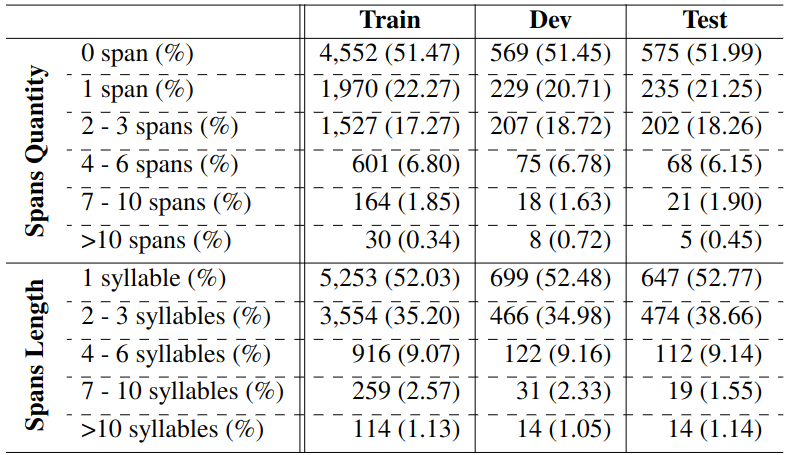 Train Dev Test
Spans Quantity
0 span (%) 4,552 (51.47) 569 (51.45) 575 (51.99)
1 span (%) 1,970 (22.27) 229 (20.71) 235 (21.25)
2 - 3 spans (%) 1,527 (17.27) 207 (18.72) 202 (18.26)
4 - 6 spans (%) 601 (6.80) 75 (6.78) 68 (6.15)
7 - 10 spans (%) 164 (1.85) 18 (1.63) 21 (1.90)
>10 spans (%) 30 (0.34) 8 (0.72) 5 (0.45)
Spans Length
1 syllable (%) 5,253 (52.03) 699 (52.48) 647 (52.77)
2 - 3 syllables (%) 3,554 (35.20) 466 (34.98) 474 (38.66)
4 - 6 syllables (%) 916 (9.07) 122 (9.16) 112 (9.14)
7 - 10 syllables (%) 259 (2.57) 31 (2.33) 19 (1.55)
>10 syllables (%) 114 (1.13) 14 (1.05) 14 (1.14)